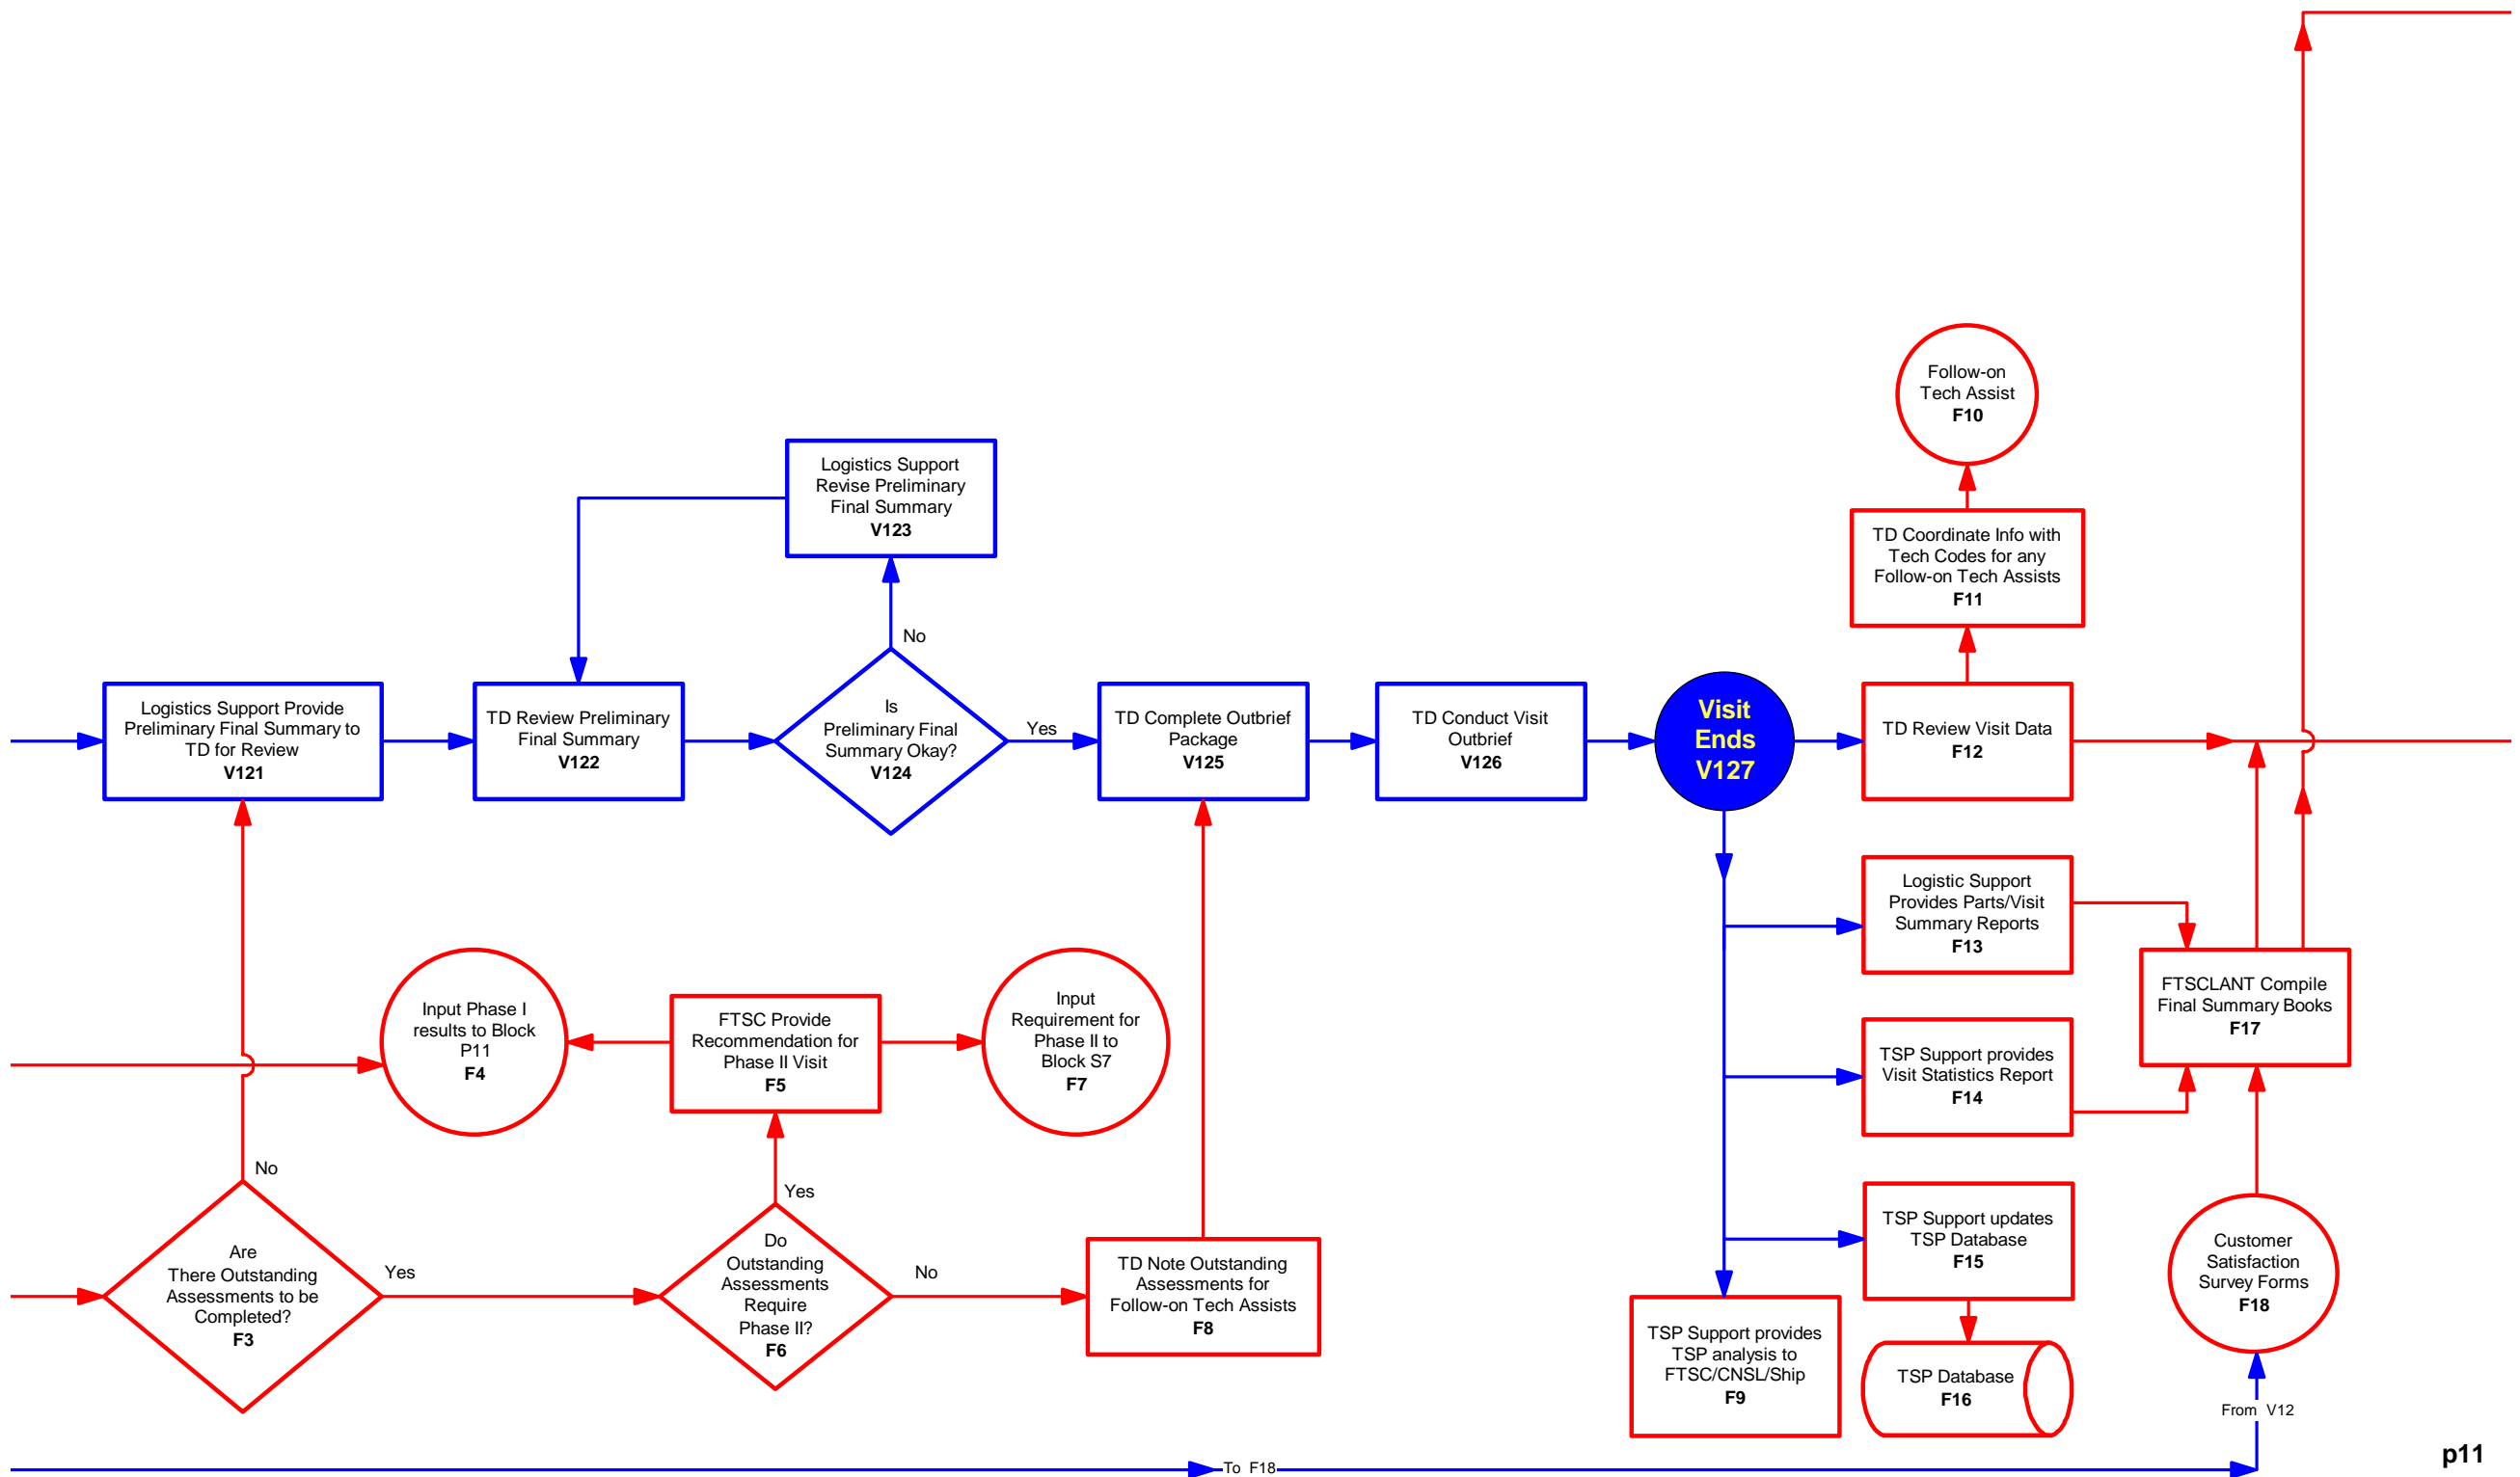 Follow-on
Tech Assist
F10
Logistics Support
Revise Preliminary
Final Summary
V123
TD Coordinate Info with
Tech Codes for any
Follow-on Tech Assists
F11
No
Logistics Support Provide
Preliminary Final Summary to
TD for Review
V121
TD Review Preliminary
Final Summary
V122
Is
Preliminary Final
Summary Okay?
V124
Yes
TD Complete Outbrief
Package
V125
TD Conduct Visit
Outbrief
V126
Visit
Ends
V127
TD Review Visit Data
F12
Logistic Support
Provides Parts/Visit
Summary Reports
F13
Input Phase I
results to Block
P11
F4
FTSC Provide
Recommendation for
Phase II Visit
F5
Input
Requirement for
Phase II to
Block S7
F7
FTSCLANT Compile
Final Summary Books
F17
TSP Support provides
Visit Statistics Report
F14
No
Yes
Are
There Outstanding
Assessments to be
Completed?
F3
Yes
Do
Outstanding
Assessments
Require
Phase II?
F6
No
TD Note Outstanding
Assessments for
Follow-on Tech Assists
F8
TSP Support updates
TSP Database
F15
Customer
Satisfaction
Survey Forms
F18
TSP Support provides
TSP analysis to
FTSC/CNSL/Ship
F9
TSP Database
F16
From V12
To F18
p11